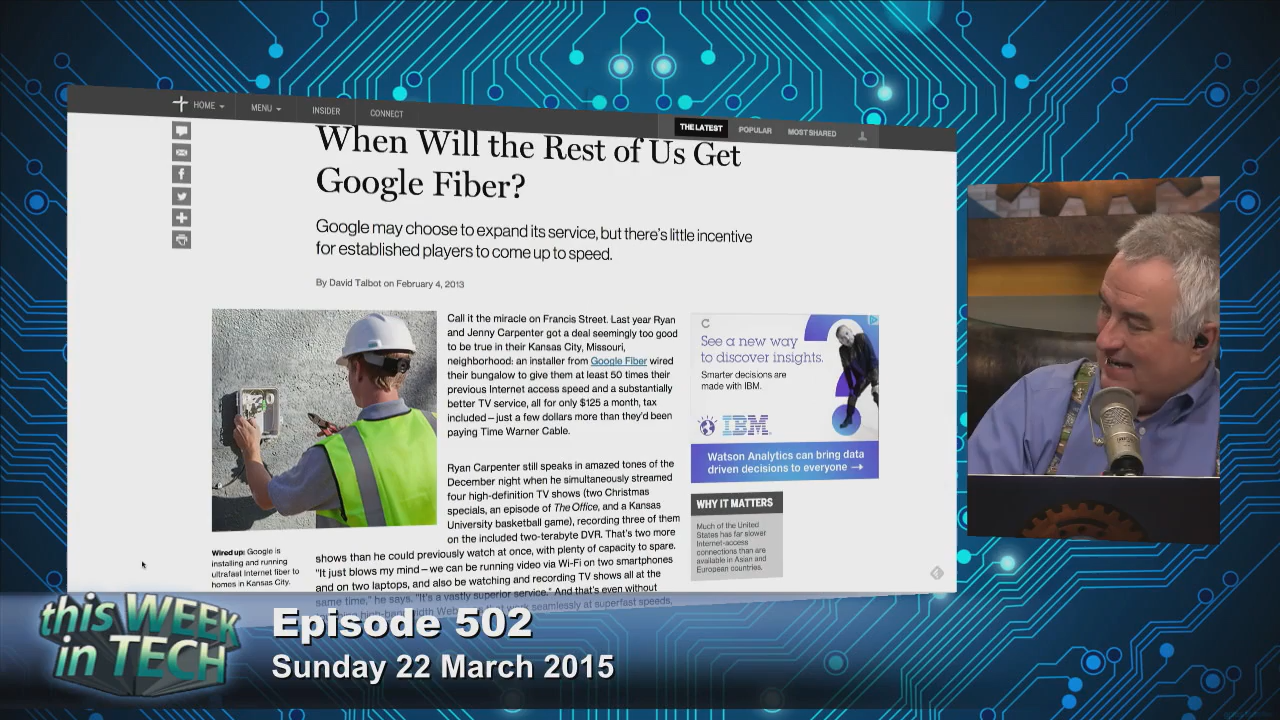 HOME
MENU
INSIDER
CONNECT
THE LATEST
POPULAR
MOST SHARED
When Will the Rest of Us Get
Google Fiber?
Google may choose to expand its service, but there's little incentive
for established players to come up to speed.
By David Talbot on February 4, 2013
Call it the miracle on Francis Street. Last year Ryan
and Jenny Carpenter got a deal seemingly too good
to be true in their Kansas City, Missouri,
neighborhood: an installer from Google Fiber wired
their bungalow to give them at least 50 times their
previous Internet access speed and a substantially
better TV service, all for only $125 a month, tax
included—just a few dollars more than they'd been
paying Time Warner Cable.
Ryan Carpenter still speaks in amazed tones of the
December night when he simultaneously streamed
four high-definition TV shows (two Christmas
specials, an episode of The Office, and a Kansas
University basketball game), recording three of them
on the included two-terabyte DVR. That's two more
shows than he could previously watch at once, with plenty of capacity to spare.
"It just blows my mind—we can be running video via Wi-Fi on two smartphones
and on two laptops, and also be watching and recording TV shows all at the
same time," he says. "It's a vastly superior service." And that's even without
high-bandwidth Web seamlessly at superfast speeds,
Wired up: Google is
installing and running
ultrafast Internet fiber to
homes in Kansas City.
See a new way
to discover insights.
Smarter decisions are
made with IBM.
IBM
Watson Analytics can bring data
driven decisions to everyone →
WHY IT MATTERS
Much of the United
States has far slower
Internet-access
connections than are
available in Asian and
European countries.
this WEEK
in TECH
Episode 502
Sunday 22 March 2015